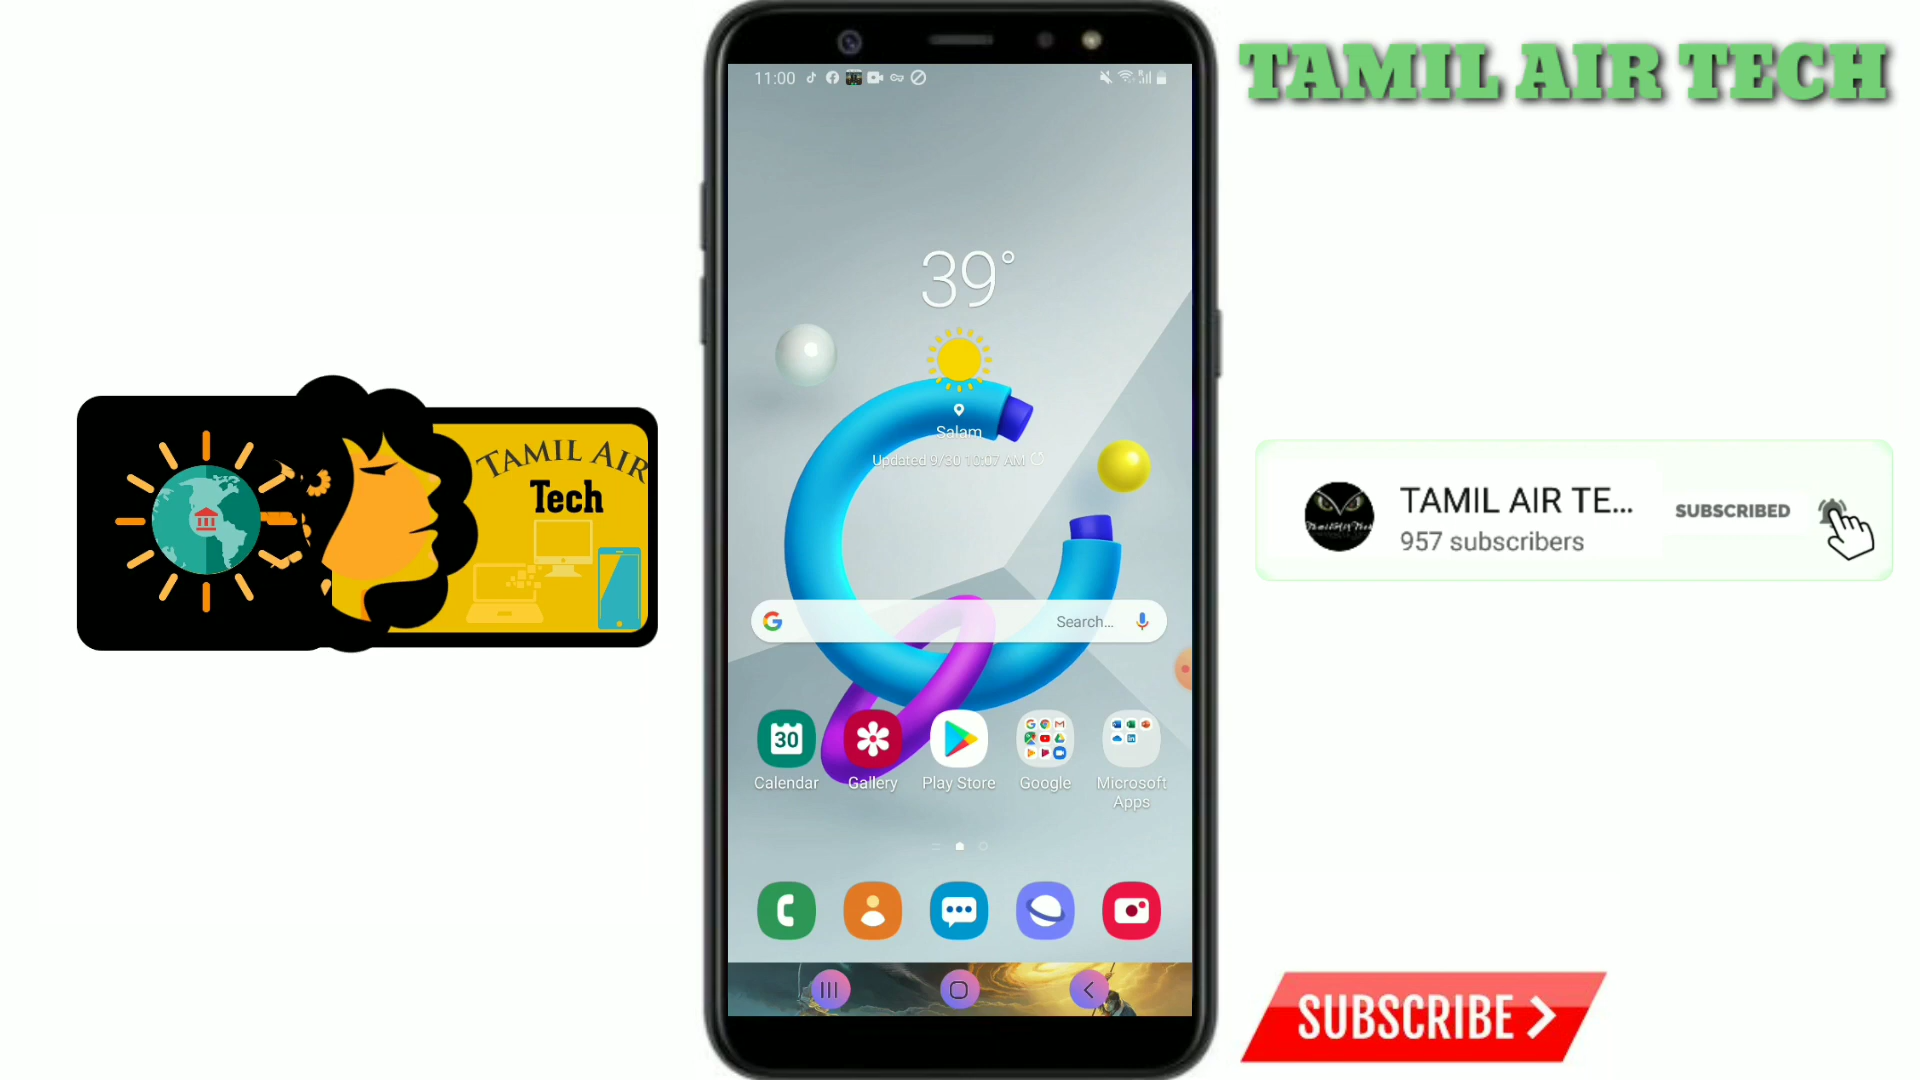 TAMIL AIR TECH
11:00
39°
Salam
Updated 9/30 10:07 AM
TAMIL AIR
Tech
TAMIL AIR TE...
957 subscribers
SUBSCRIBED
Search...
30
Calendar
Gallery
Play Store
Google
Microsoft
Apps
SUBSCRIBE